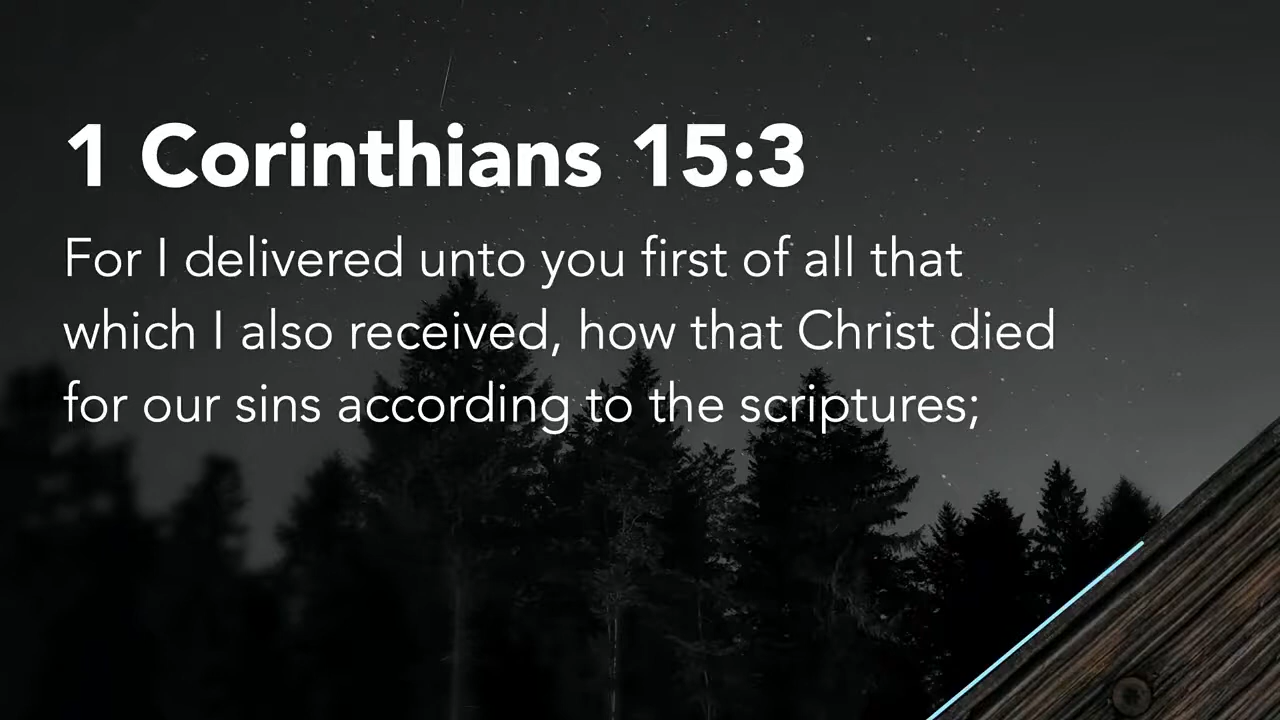 1 Corinthians 15:3
For I delivered unto you first of all that
which I also received, how that Christ died
for our sins according to the scriptures;